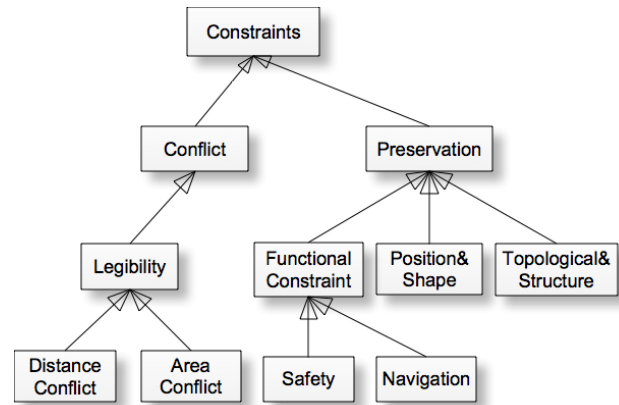 Constraints
Conflict
Preservation
Legibility
Functional
Constraint
Position&
Shape
Topological&
Structure
Distance
Conflict
Area
Conflict
Safety
Navigation